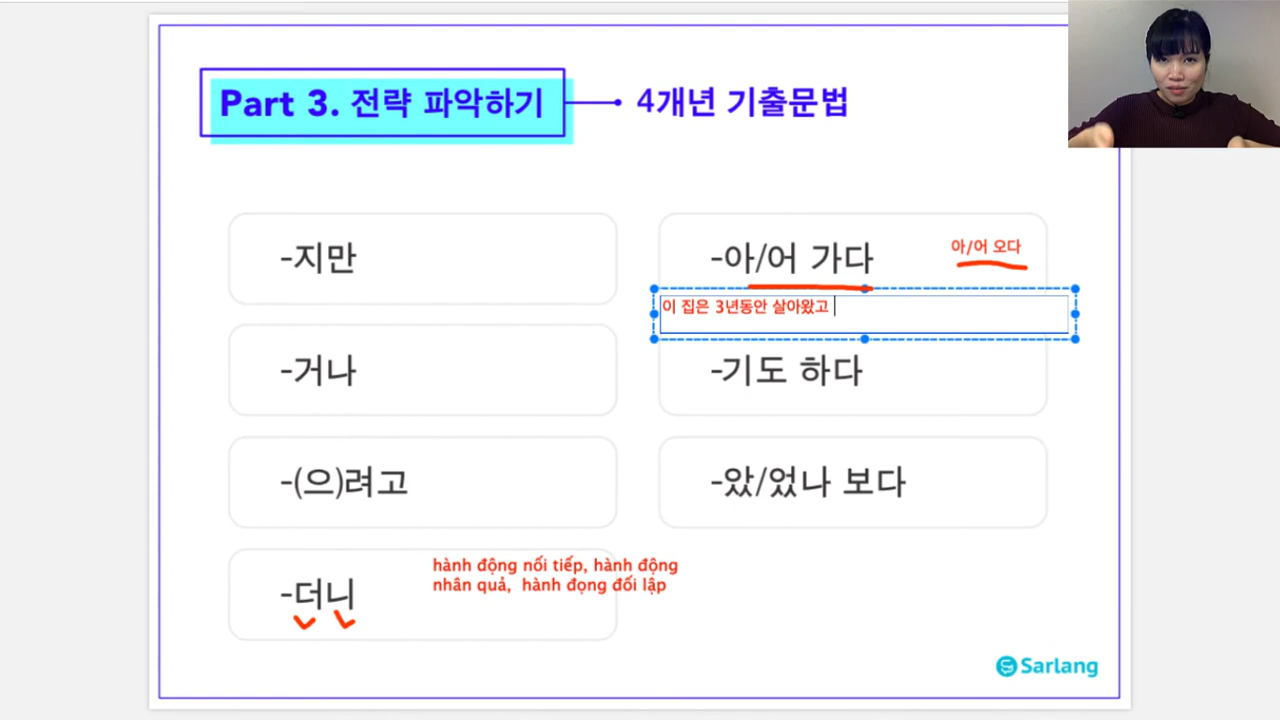 Part 3. 전략 파악하기
4개년 기출문법
-지만
-아/어 가다
아/어 오다
이 집은 3년동안 살아왔고
-거나
-기도 하다
-(으)려고
-았/었나 보다
-더니
hành động nối tiếp, hành động
nhân quả, hành đọng đối lập
Sarlang